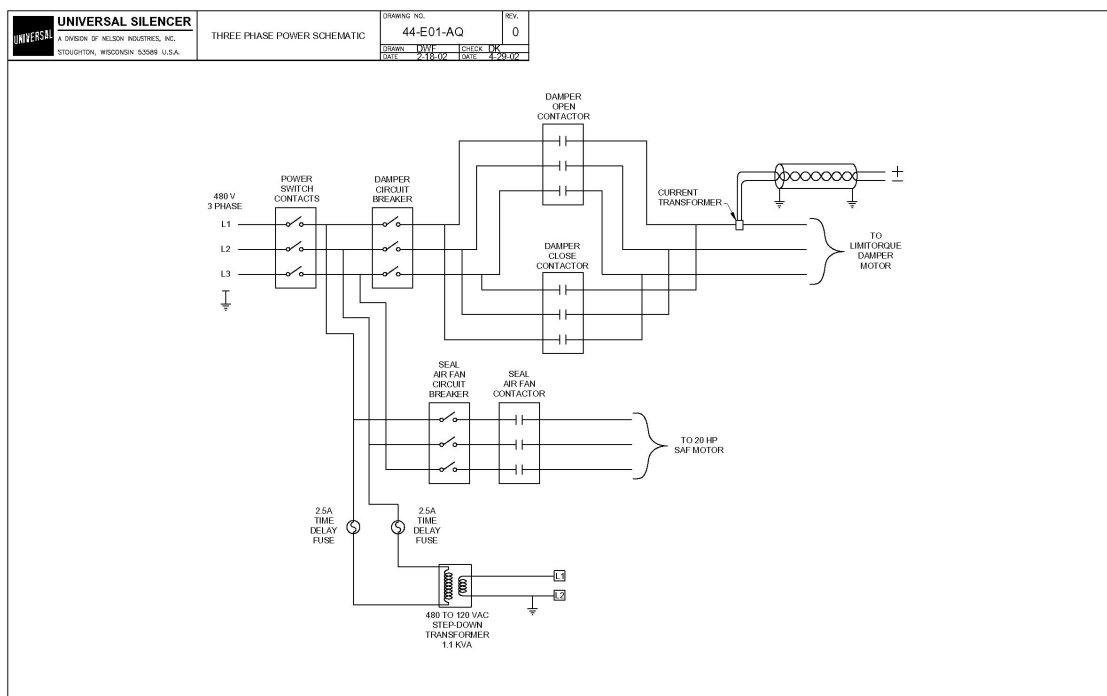 UNIVERSAL
UNIVERSAL SILENCER
A DIVISION OF NELSON INDUSTRIES, INC.
STOUGHTON, WISCONSIN 53589 U.S.A.
THREE PHASE POWER SCHEMATIC
DRAWING NO.
44-E01-AQ
REV.
0
DRAWN DWF
CHECK DK
DATE 2-18-02
DATE 4-29-02
DAMPER
OPEN
CONTACTOR
POWER
SWITCH
CONTACTS
DAMPER
CIRCUIT
BREAKER
480 V
3 PHASE
L1
L2
L3
CURRENT
TRANSFORMER
+
−
TO
LIMITORQUE
DAMPER
MOTOR
DAMPER
CLOSE
CONTACTOR
SEAL
AIR FAN
CIRCUIT
BREAKER
SEAL
AIR FAN
CONTACTOR
TO 20 HP
SAF MOTOR
2.5A
TIME
DELAY
FUSE
2.5A
TIME
DELAY
FUSE
L1
L2
480 TO 120 VAC
STEP-DOWN
TRANSFORMER
1.1 KVA